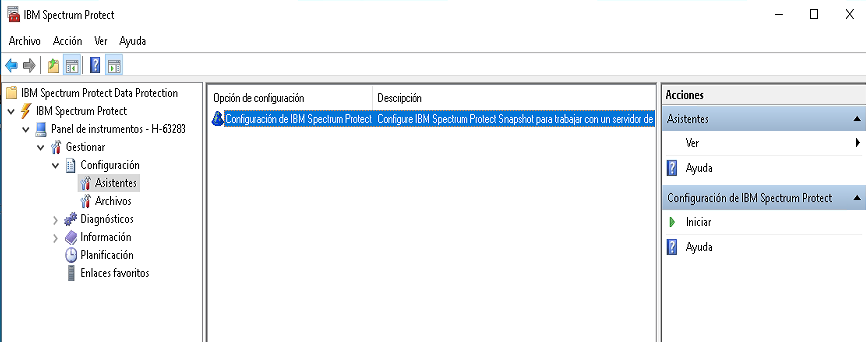 IBM Spectrum Protect
Archivo Acción Ver Ayuda
IBM Spectrum Protect Data Protection
IBM Spectrum Protect
Panel de instrumentos - H-63283
Gestionar
Configuración
Asistentes
Archivos
Diagnósticos
Información
Planificación
Enlaces favoritos
Opción de configuración Descripción
Configuración de IBM Spectrum Protect Configure IBM Spectrum Protect Snapshot para trabajar con un servidor de
Acciones
Asistentes
Ver
Ayuda
Configuración de IBM Spectrum Protect
Iniciar
Ayuda